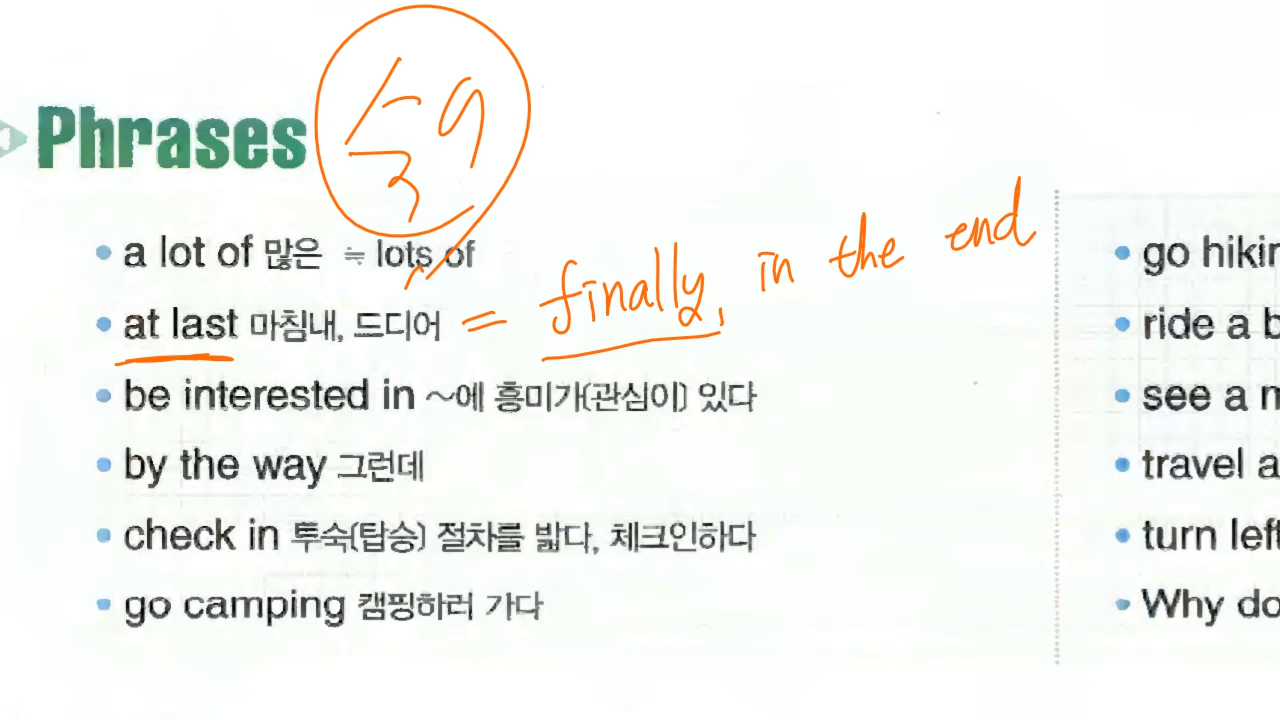 Phrases
a lot of 많은 ≒ lots of
at last 마침내, 드디어 = finally, in the end
be interested in ~에 흥미가(관심이) 있다
by the way 그런데
check in 투숙(탑승) 절차를 밟다, 체크인하다
go camping 캠핑하러 가다
go hikin
ride a b
see a m
travel a
turn left
Why do